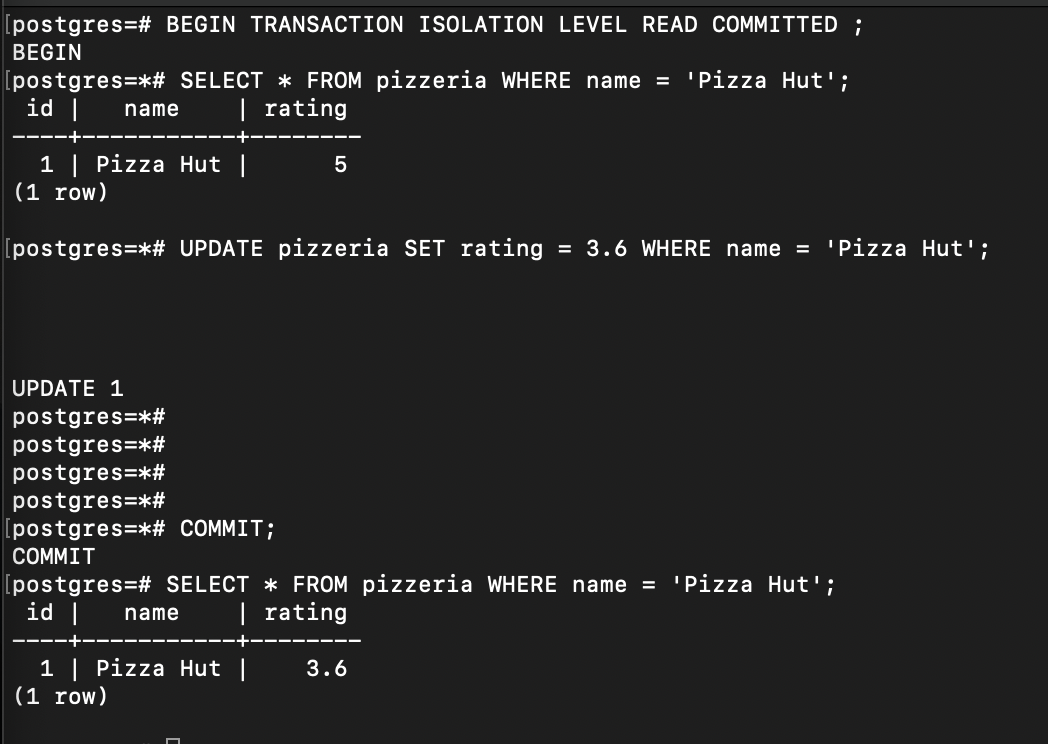 [postgres=# BEGIN TRANSACTION ISOLATION LEVEL READ COMMITTED ;
BEGIN
[postgres=*# SELECT * FROM pizzeria WHERE name = 'Pizza Hut';
 id |   name    | rating
----+-----------+--------
  1 | Pizza Hut |      5
(1 row)
[postgres=*# UPDATE pizzeria SET rating = 3.6 WHERE name = 'Pizza Hut';
UPDATE 1
postgres=*#
postgres=*#
postgres=*#
postgres=*#
[postgres=*# COMMIT;
COMMIT
[postgres=# SELECT * FROM pizzeria WHERE name = 'Pizza Hut';
 id |   name    | rating
----+-----------+--------
  1 | Pizza Hut |    3.6
(1 row)